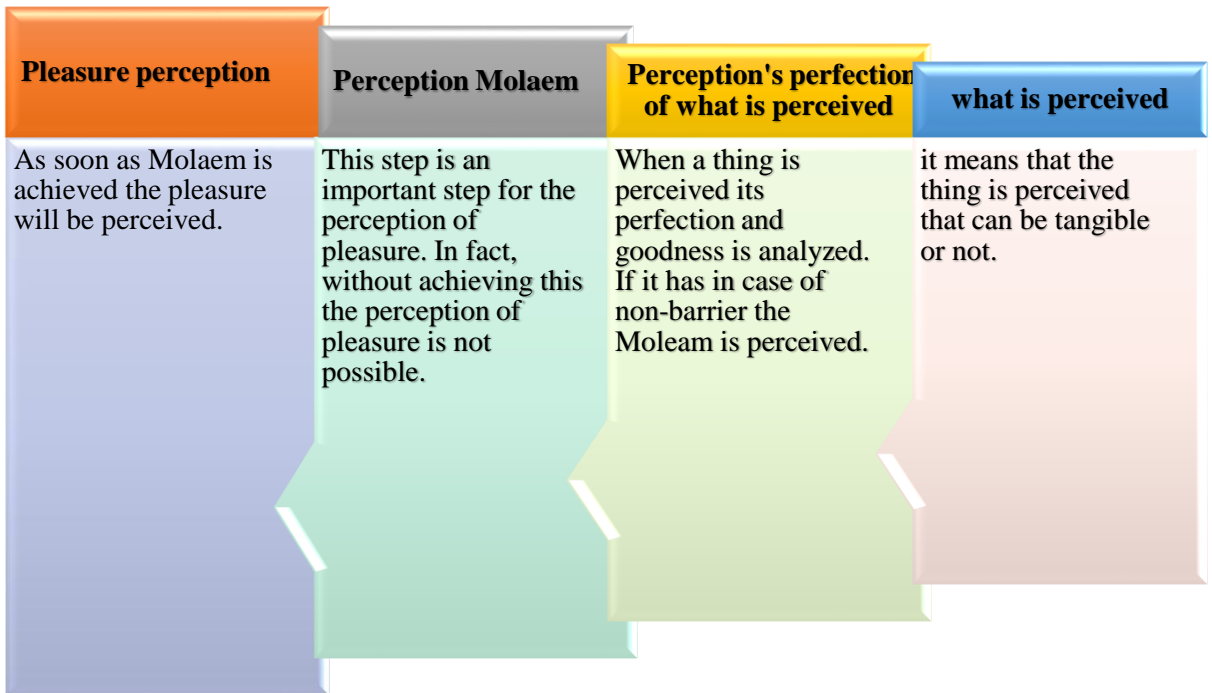 Pleasure perception
As soon as Molaem is
achieved the pleasure
will be perceived.
Perception Molaem
This step is an
important step for the
perception of
pleasure. In fact,
without achieving this
the perception of
pleasure is not
possible.
Perception's perfection
of what is perceived
When a thing is
perceived its
perfection and
goodness is analyzed.
If it has in case of
non-barrier the
Moleam is perceived.
what is perceived
it means that the
thing is perceived
that can be tangible
or not.